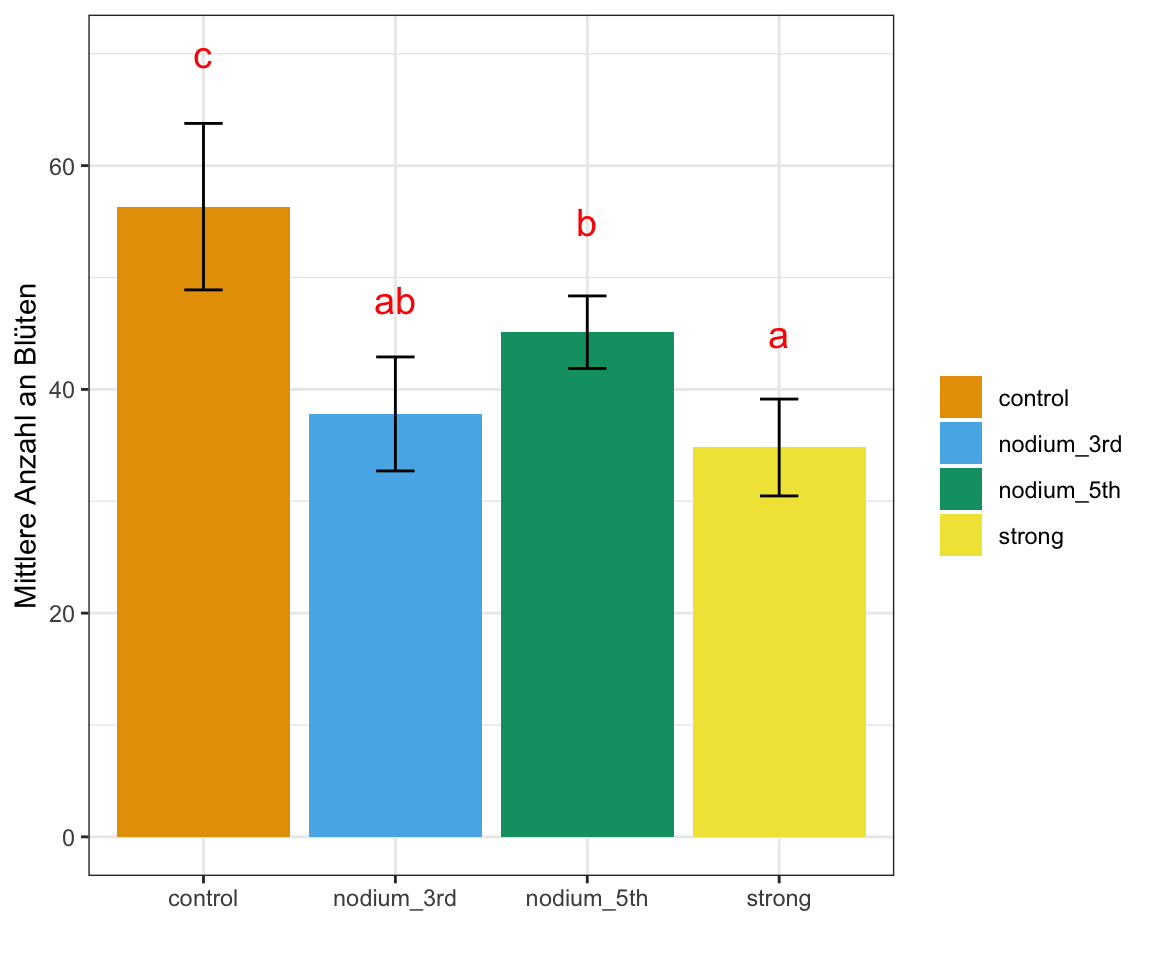 Mittlere Anzahl an Blüten
60
40
20
0
c
ab
b
a
control
nodium_3rd
nodium_5th
strong
control
nodium_3rd
nodium_5th
strong